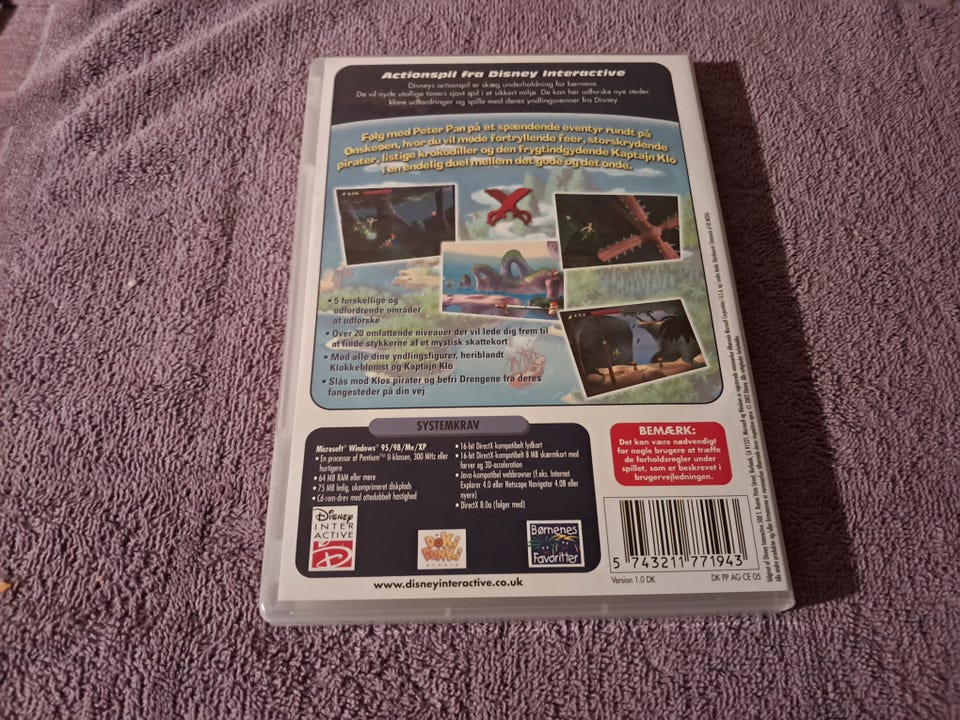 Actionspil fra Disney Interactive
Disneys actionspil er skæg underholdning for børnene.
De vil nyde utallige timers sjovt spil i et sikkert miljø. De kan her udforske nye steder,
klare udfordringer og spille med deres yndlingsvenner fra Disney
Følg med Peter Pan på et spændende eventyr rundt på
Ønskeøen, hvor du vil møde fortryllende feer, storskrydende
pirater, listige krokodiller og den frygtindgydende Kaptajn Klo
i en endelig duel mellem det gode og det onde.
• 5 forskellige og
udfordrende områder
at udforske
• Over 20 omfattende niveauer der vil lede dig frem til
at finde stykkerne af et mystisk skattekort
• Mød alle dine yndlingsfigurer, heriblandt
Klokkeblomst og Kaptajn Klo
• Slås mod Klos pirater og befri Drengene fra deres
fangesteder på din vej
SYSTEMKRAV
Microsoft® Windows® 95/98/Me/XP
• En processor af Pentium™ II-klassen, 300 MHz eller
hurtigere
• 64 MB RAM eller mere
• 75 MB ledig, ukomprimeret diskplads
• Cd-rom-drev med ottedobbelt hastighed
• 16-bit DirectX-kompatibelt lydkort
• 16-bit DirectX-kompatibelt 8 MB skærmkort med
farver og 3D-acceleration
• Java-kompatibel webbrowser (f.eks. Internet
Explorer 4.0 eller Netscape Navigator 4.08 eller
nyere)
• DirectX 8.0a (følger med)
BEMÆRK:
Det kan være nødvendigt
for nogle brugere at træffe
de forholdsregler under
spillet, som er beskrevet i
brugervejledningen.
Disney
INTER
ACTIVE
DOKI
DENKI
STUDIO
Børnenes
Favoritter
www.disneyinteractive.co.uk
5 743211 771943
Version 1.0 DK
DK PP AG CE 05